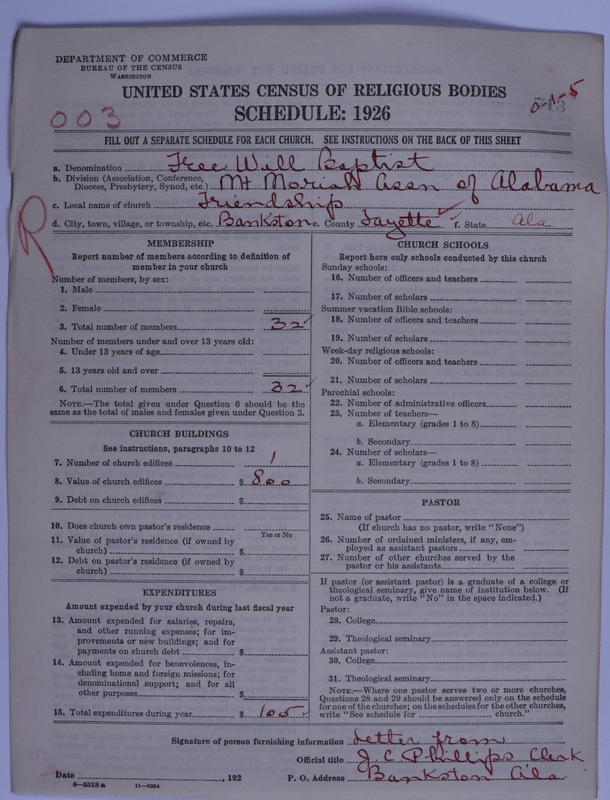 DEPARTMENT OF COMMERCE
BUREAU OF THE CENSUS
WASHINGTON
UNITED STATES CENSUS OF RELIGIOUS BODIES
SCHEDULE: 1926
003
FILL OUT A SEPARATE SCHEDULE FOR EACH CHURCH. SEE INSTRUCTIONS ON THE BACK OF THIS SHEET
a. Denomination Free Will Baptist
b. Division (Association, Conference, Diocese, Presbytery, Synod, etc.) Mt Moriah Assn of Alabama
c. Local name of church Friendship
d. City, town, village, or township, etc. Bankston e. County Fayette f. State Ala
R
MEMBERSHIP
Report number of members according to definition of
member in your church
Number of members, by sex:
1. Male
2. Female
3. Total number of members 32
Number of members under and over 13 years old:
4. Under 13 years of age
5. 13 years old and over
6. Total number of members 32
NOTE.—The total given under Question 6 should be the
same as the total of males and females given under Question 3.
CHURCH BUILDINGS
See instructions, paragraphs 10 to 12
7. Number of church edifices 1
8. Value of church edifices $ 800
9. Debt on church edifices $
10. Does church own pastor's residence
Yes or No
11. Value of pastor's residence (if owned by
church) $
12. Debt on pastor's residence (if owned by
church) $
EXPENDITURES
Amount expended by your church during last fiscal year
13. Amount expended for salaries, repairs,
and other running expenses; for im-
provements or new buildings; and for
payments on church debt $
14. Amount expended for benevolences, in-
cluding home and foreign missions; for
denominational support; and for all
other purposes $
15. Total expenditures during year $ 105
CHURCH SCHOOLS
Report here only schools conducted by this church
Sunday schools:
16. Number of officers and teachers
17. Number of scholars
Summer vacation Bible schools:
18. Number of officers and teachers
19. Number of scholars
Week-day religious schools:
20. Number of officers and teachers
21. Number of scholars
Parochial schools:
22. Number of administrative officers
23. Number of teachers—
a. Elementary (grades 1 to 8)
b. Secondary
24. Number of scholars—
a. Elementary (grades 1 to 8)
b. Secondary
PASTOR
25. Name of pastor
(If church has no pastor, write "None")
26. Number of ordained ministers, if any, em-
ployed as assistant pastors
27. Number of other churches served by the
pastor or his assistants
If pastor (or assistant pastor) is a graduate of a college or
theological seminary, give name of institution below. (If
not a graduate, write "No" in the space indicated.)
Pastor:
28. College
29. Theological seminary
Assistant pastor:
30. College
31. Theological seminary
NOTE.—Where one pastor serves two or more churches,
Questions 28 and 29 should be answered only on the schedule
for one of the churches; on the schedules for the other churches,
write "See schedule for church."
Signature of person furnishing information Letter from
Official title J. C. Phillips Clerk
Date , 192 P. O. Address Bankston Ala
8—5518a 11—9024